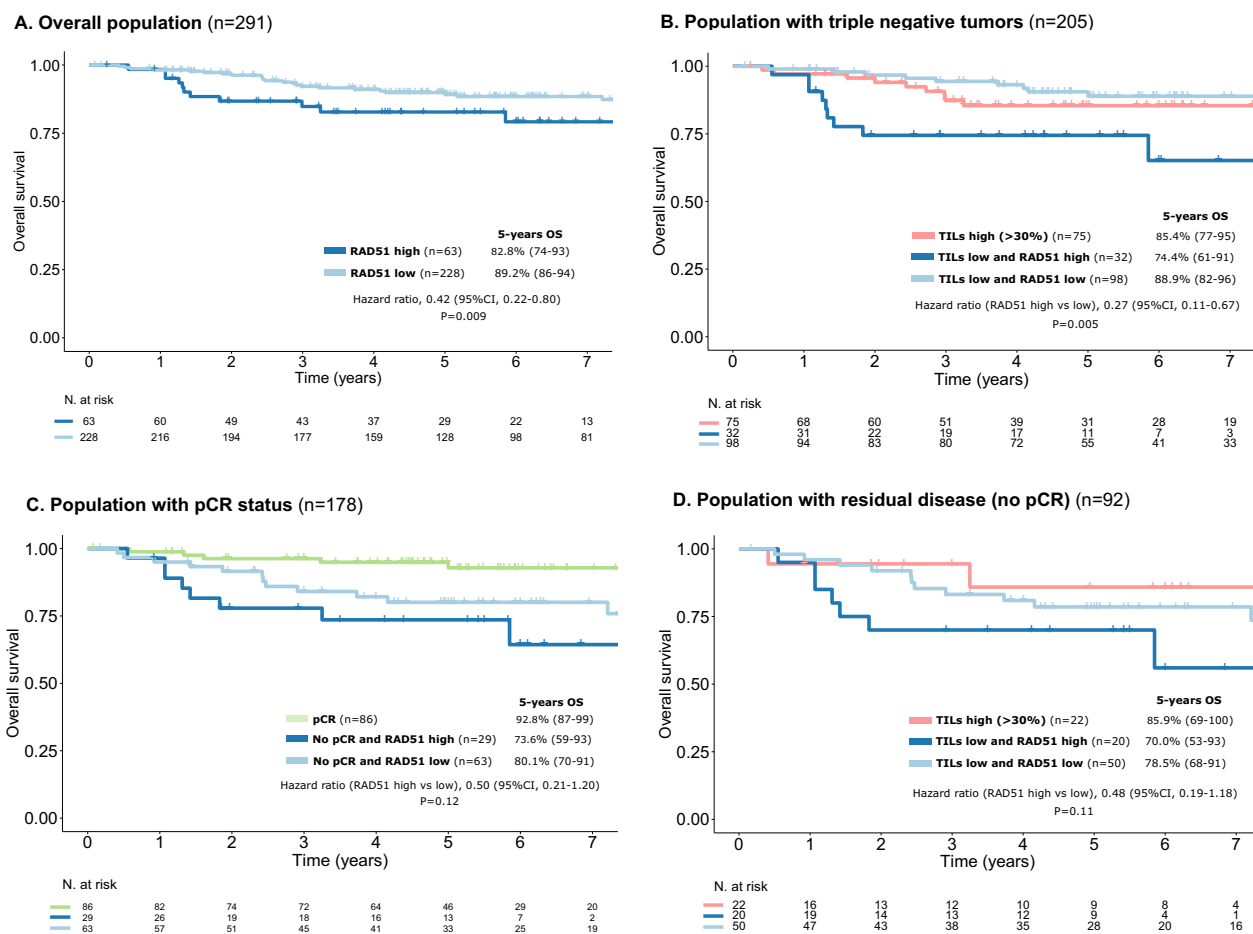 A. Overall population (n=291)
Overall survival
1.00
0.75
0.50
0.25
0.00
5-years OS
RAD51 high (n=63) 82.8% (74-93)
RAD51 low (n=228) 89.2% (86-94)
Hazard ratio, 0.42 (95%CI, 0.22-0.80)
P=0.009
0 1 2 3 4 5 6 7
Time (years)
N. at risk
63 60 49 43 37 29 22 13
228 216 194 177 159 128 98 81
B. Population with triple negative tumors (n=205)
Overall survival
1.00
0.75
0.50
0.25
0.00
5-years OS
TILs high (>30%) (n=75) 85.4% (77-95)
TILs low and RAD51 high (n=32) 74.4% (61-91)
TILs low and RAD51 low (n=98) 88.9% (82-96)
Hazard ratio (RAD51 high vs low), 0.27 (95%CI, 0.11-0.67)
P=0.005
0 1 2 3 4 5 6 7
Time (years)
N. at risk
75 68 60 51 39 31 28 19
32 31 22 19 17 11 7 3
98 94 83 80 72 55 41 33
C. Population with pCR status (n=178)
Overall survival
1.00
0.75
0.50
0.25
0.00
5-years OS
pCR (n=86) 92.8% (87-99)
No pCR and RAD51 high (n=29) 73.6% (59-93)
No pCR and RAD51 low (n=63) 80.1% (70-91)
Hazard ratio (RAD51 high vs low), 0.50 (95%CI, 0.21-1.20)
P=0.12
0 1 2 3 4 5 6 7
Time (years)
N. at risk
86 82 74 72 64 46 29 20
29 26 19 18 16 13 7 2
63 57 51 45 41 33 25 19
D. Population with residual disease (no pCR) (n=92)
Overall survival
1.00
0.75
0.50
0.25
0.00
5-years OS
TILs high (>30%) (n=22) 85.9% (69-100)
TILs low and RAD51 high (n=20) 70.0% (53-93)
TILs low and RAD51 low (n=50) 78.5% (68-91)
Hazard ratio (RAD51 high vs low), 0.48 (95%CI, 0.19-1.18)
P=0.11
0 1 2 3 4 5 6 7
Time (years)
N. at risk
22 16 13 12 10 9 8 4
20 19 14 13 12 9 4 1
50 47 43 38 35 28 20 16